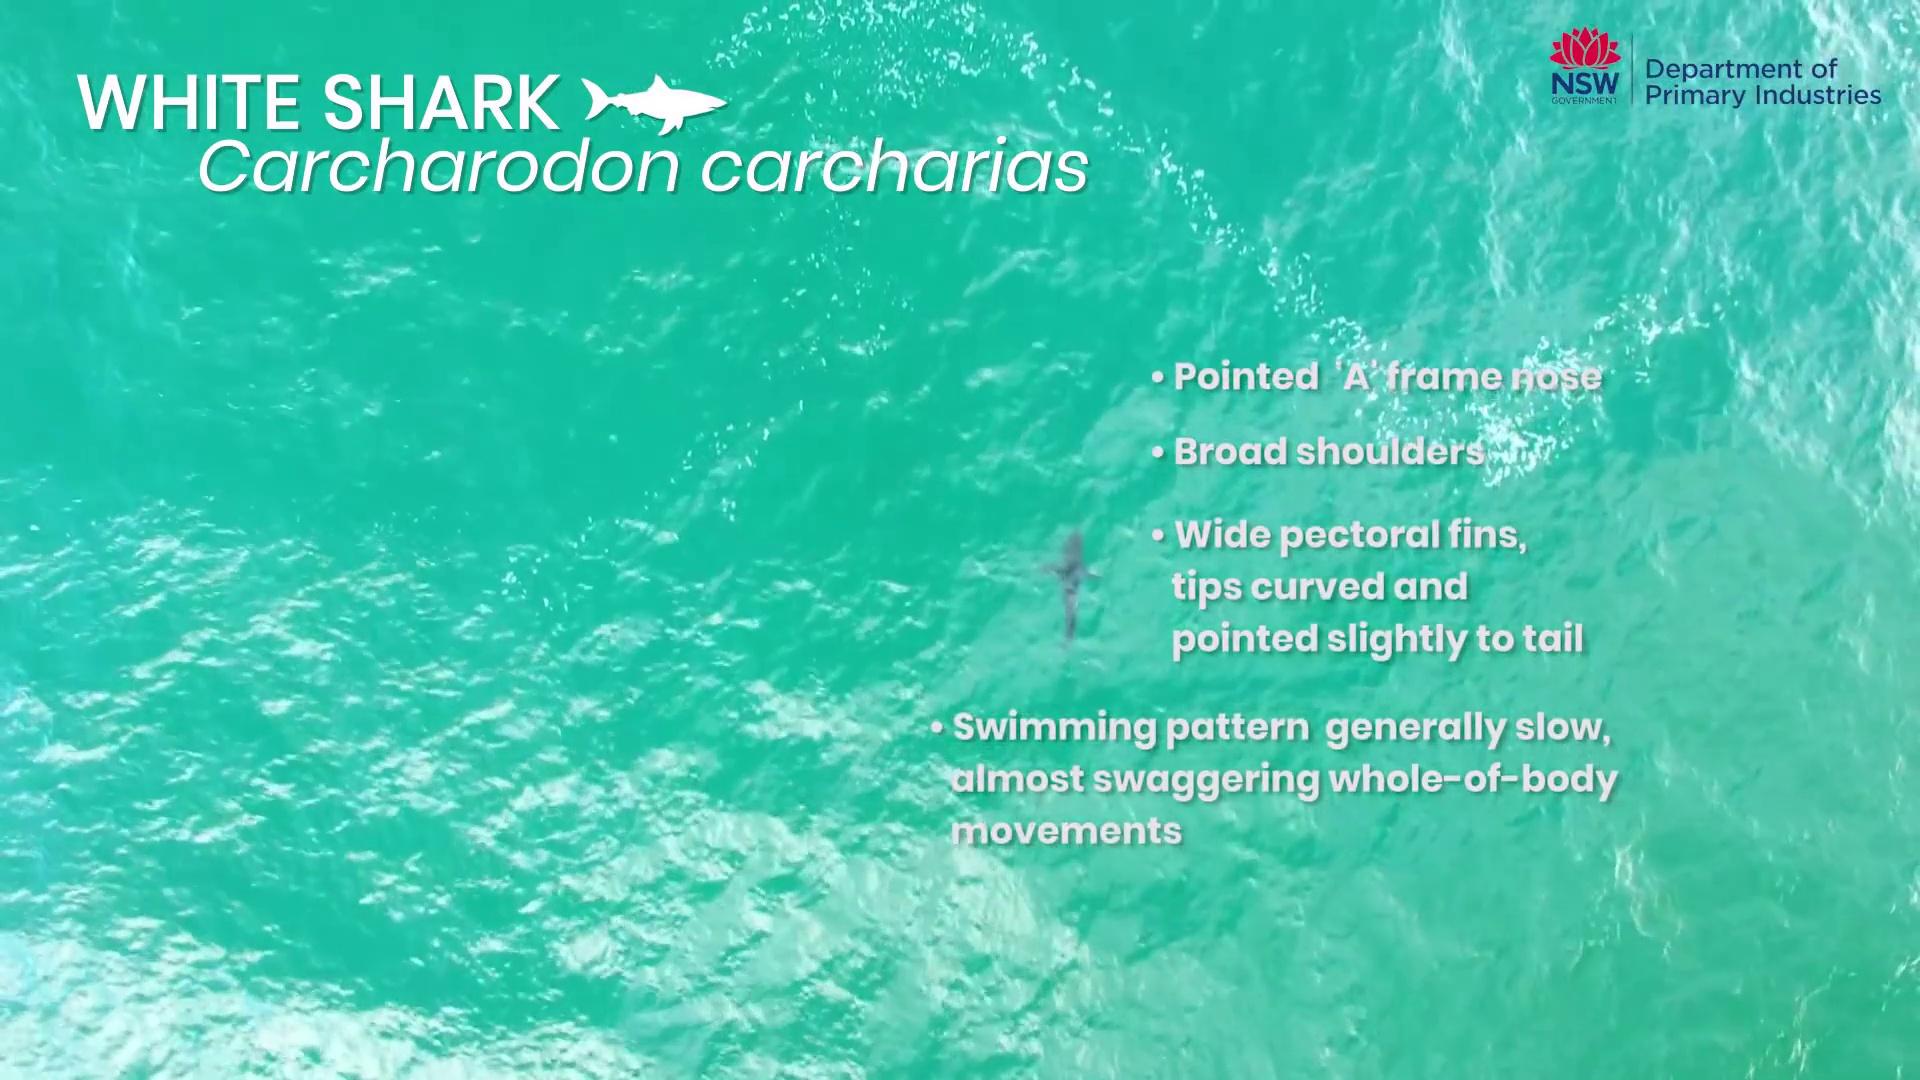 WHITE SHARK
Carcharodon carcharias
NSW
GOVERNMENT
Department of
Primary Industries
• Pointed 'A' frame nose
• Broad shoulders
• Wide pectoral fins,
tips curved and
pointed slightly to tail
• Swimming pattern generally slow,
almost swaggering whole-of-body
movements